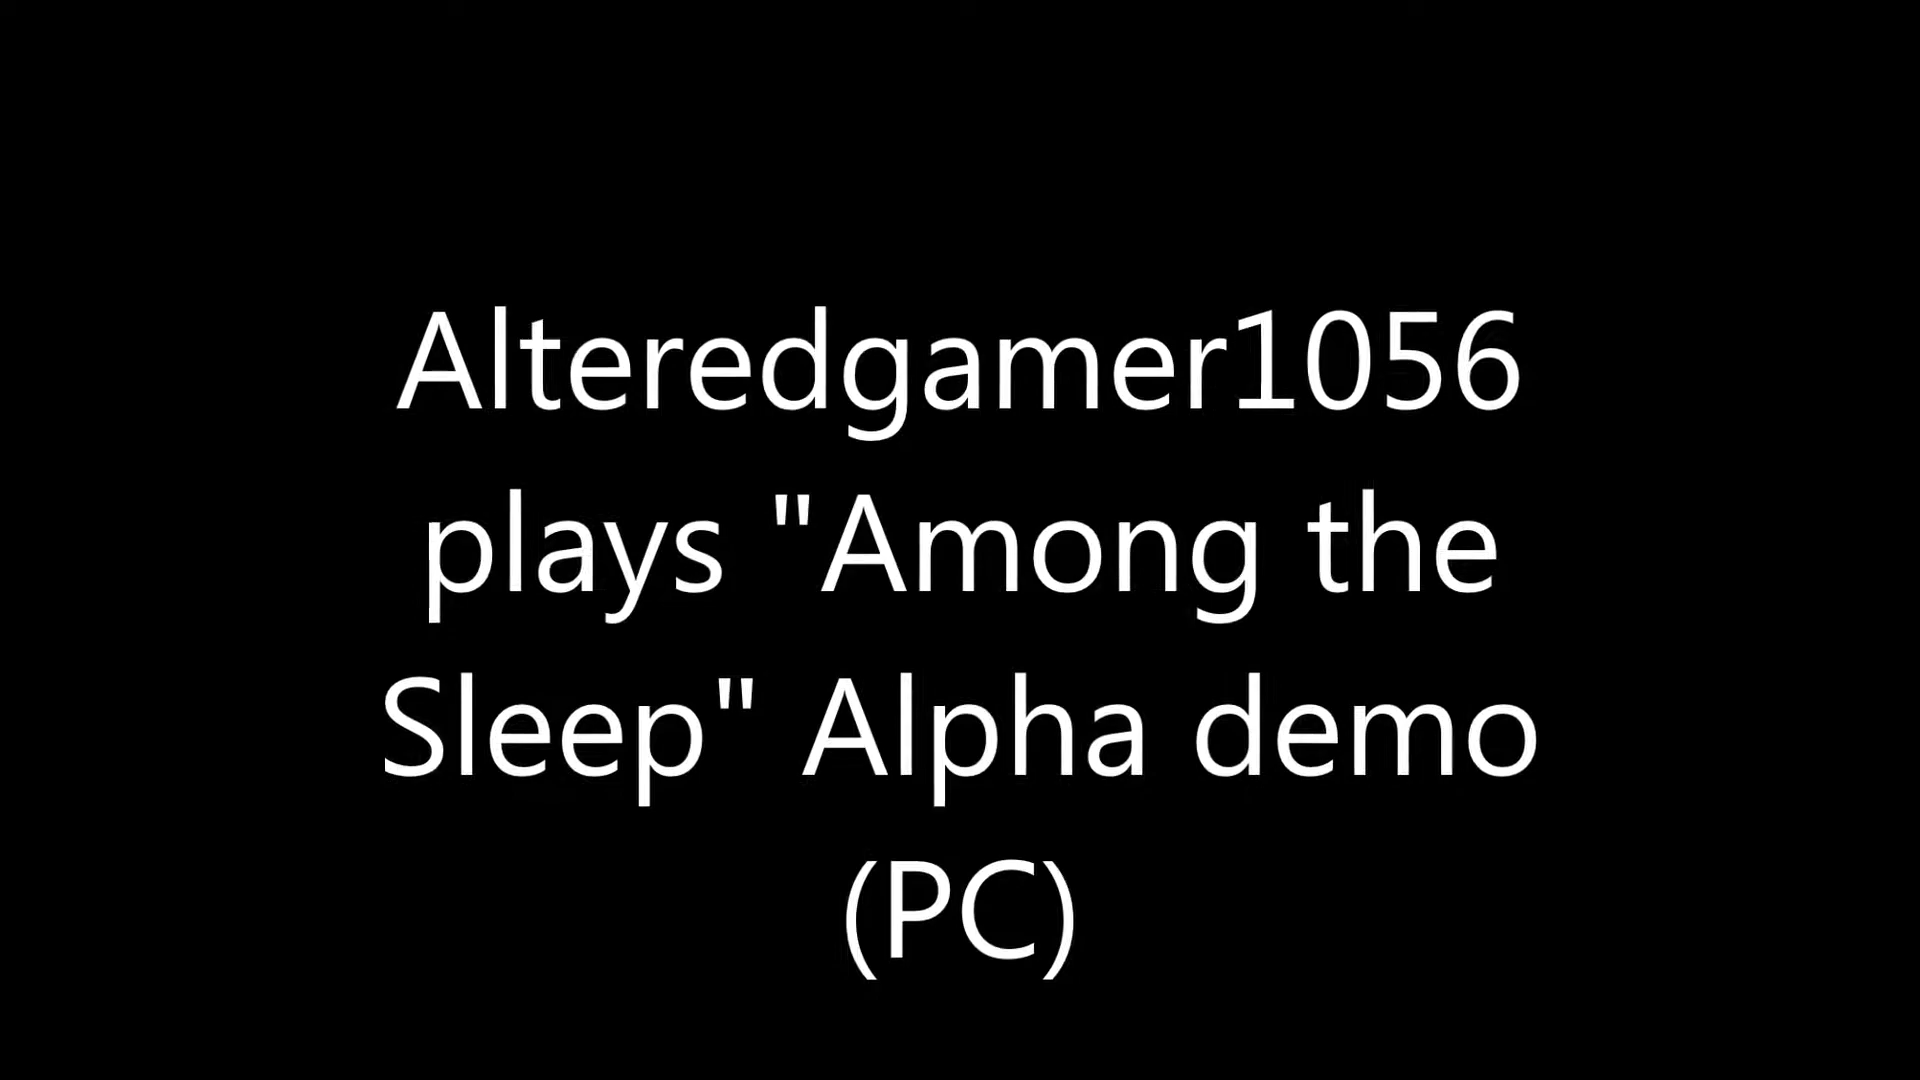 Alteredgamer1056
plays "Among the
Sleep" Alpha demo
(PC)